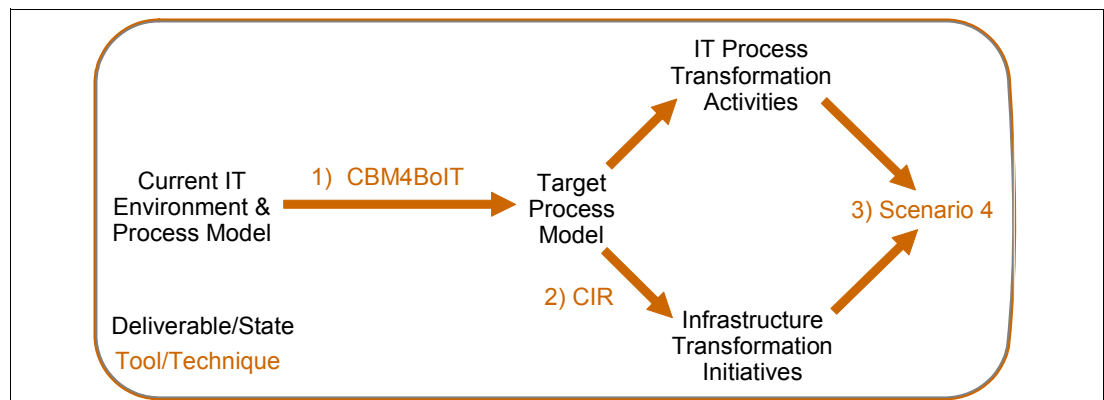 IT Process
Transformation
Activities
1) CBM4BoIT
Current IT
Environment &
Process Model
Target
Process
Model
3) Scenario 4
2) CIR
Infrastructure
Transformation
Initiatives
Deliverable/State
Tool/Technique